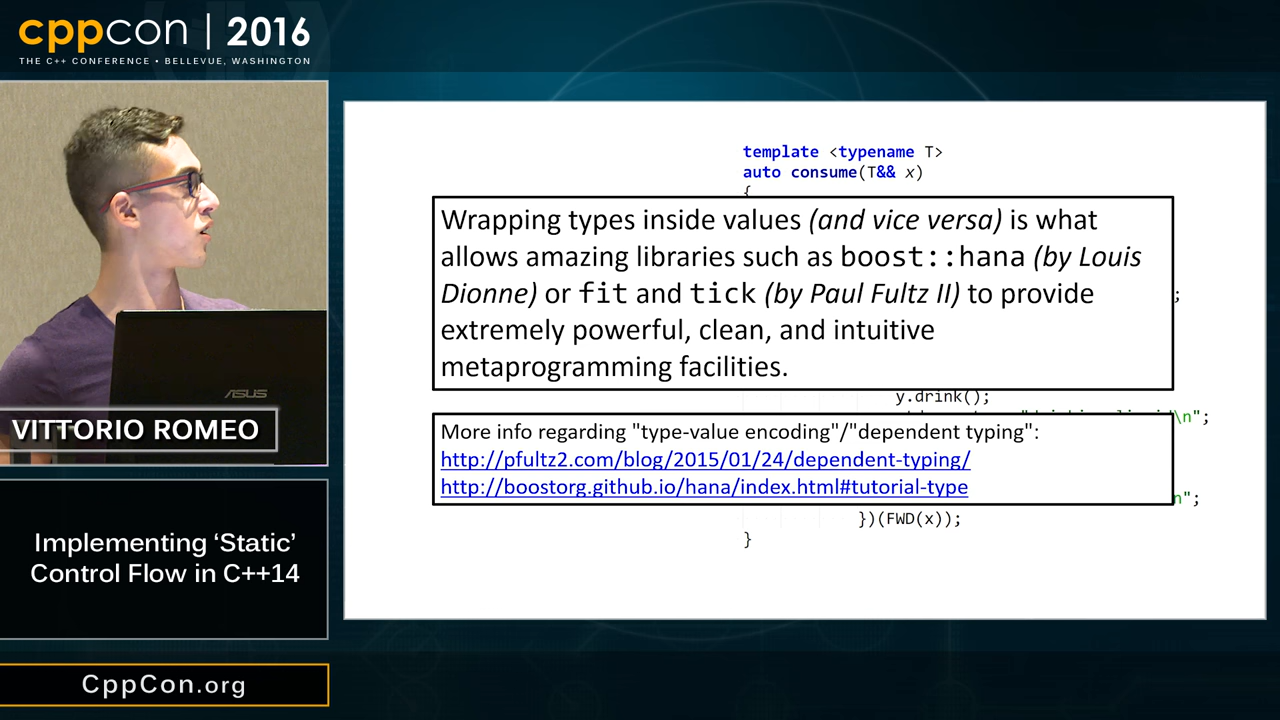 cppcon | 2016
THE C++ CONFERENCE • BELLEVUE, WASHINGTON
template <typename T>
auto consume(T&& x)
{
Wrapping types inside values (and vice versa) is what
allows amazing libraries such as boost::hana (by Louis
Dionne) or fit and tick (by Paul Fultz II) to provide
extremely powerful, clean, and intuitive
metaprogramming facilities.
;
y.drink();
\n";
More info regarding "type-value encoding"/"dependent typing":
http://pfultz2.com/blog/2015/01/24/dependent-typing/
http://boostorg.github.io/hana/index.html#tutorial-type
n";
})(FWD(x));
}
ASUS
VITTORIO ROMEO
Implementing ‘Static’
Control Flow in C++14
CppCon.org